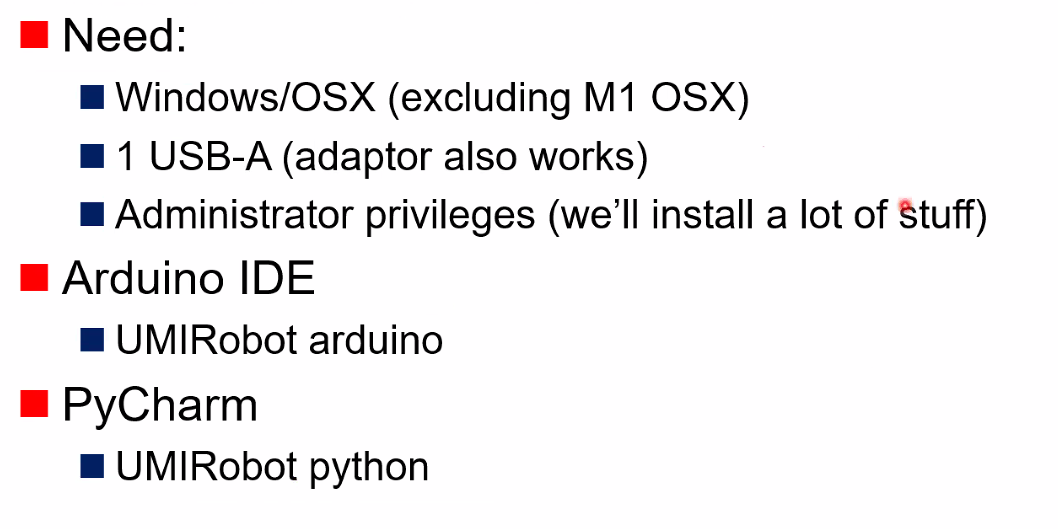 Need:
Windows/OSX (excluding M1 OSX)
1 USB-A (adaptor also works)
Administrator privileges (we’ll install a lot of stuff)
Arduino IDE
UMIRobot arduino
PyCharm
UMIRobot python